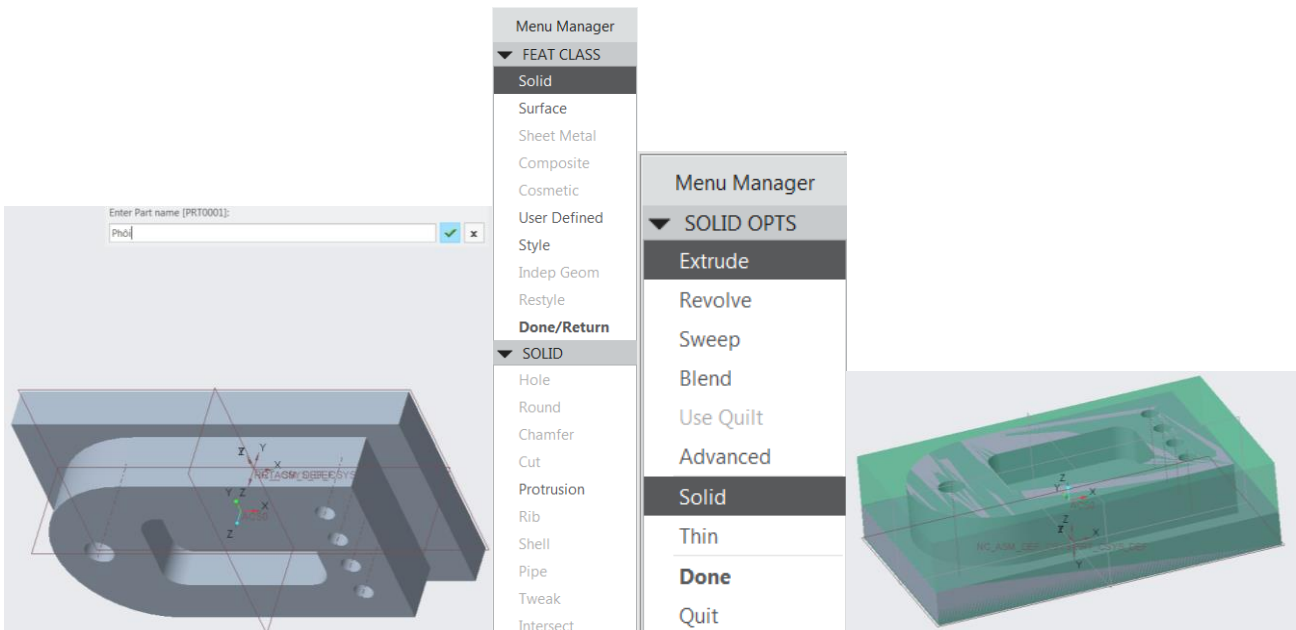 Enter Part name [PRT0001]:
Phôi
Y
Z
X
Y Z
X
Z
Menu Manager
FEAT CLASS
Solid
Surface
Sheet Metal
Composite
Cosmetic
User Defined
Style
Indep Geom
Restyle
Done/Return
SOLID
Hole
Round
Chamfer
Cut
Protrusion
Rib
Shell
Pipe
Tweak
Intersect
Menu Manager
SOLID OPTS
Extrude
Revolve
Sweep
Blend
Use Quilt
Advanced
Solid
Thin
Done
Quit
Z
Y
X
Z
X
Y